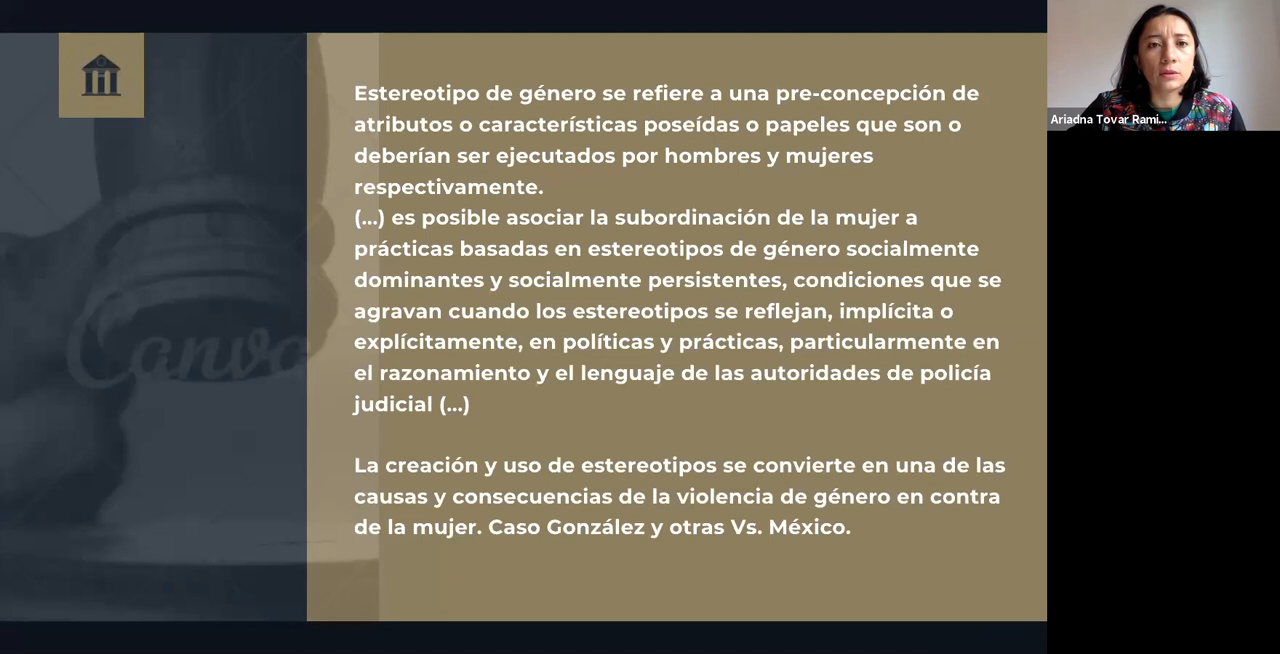 Estereotipo de género se refiere a una pre-concepción de
atributos o características poseídas o papeles que son o
deberían ser ejecutados por hombres y mujeres
respectivamente.
(...) es posible asociar la subordinación de la mujer a
prácticas basadas en estereotipos de género socialmente
dominantes y socialmente persistentes, condiciones que se
agravan cuando los estereotipos se reflejan, implícita o
explícitamente, en políticas y prácticas, particularmente en
el razonamiento y el lenguaje de las autoridades de policía
judicial (...)
La creación y uso de estereotipos se convierte en una de las
causas y consecuencias de la violencia de género en contra
de la mujer. Caso González y otras Vs. México.
Canva
Ariadna Tovar Rami...